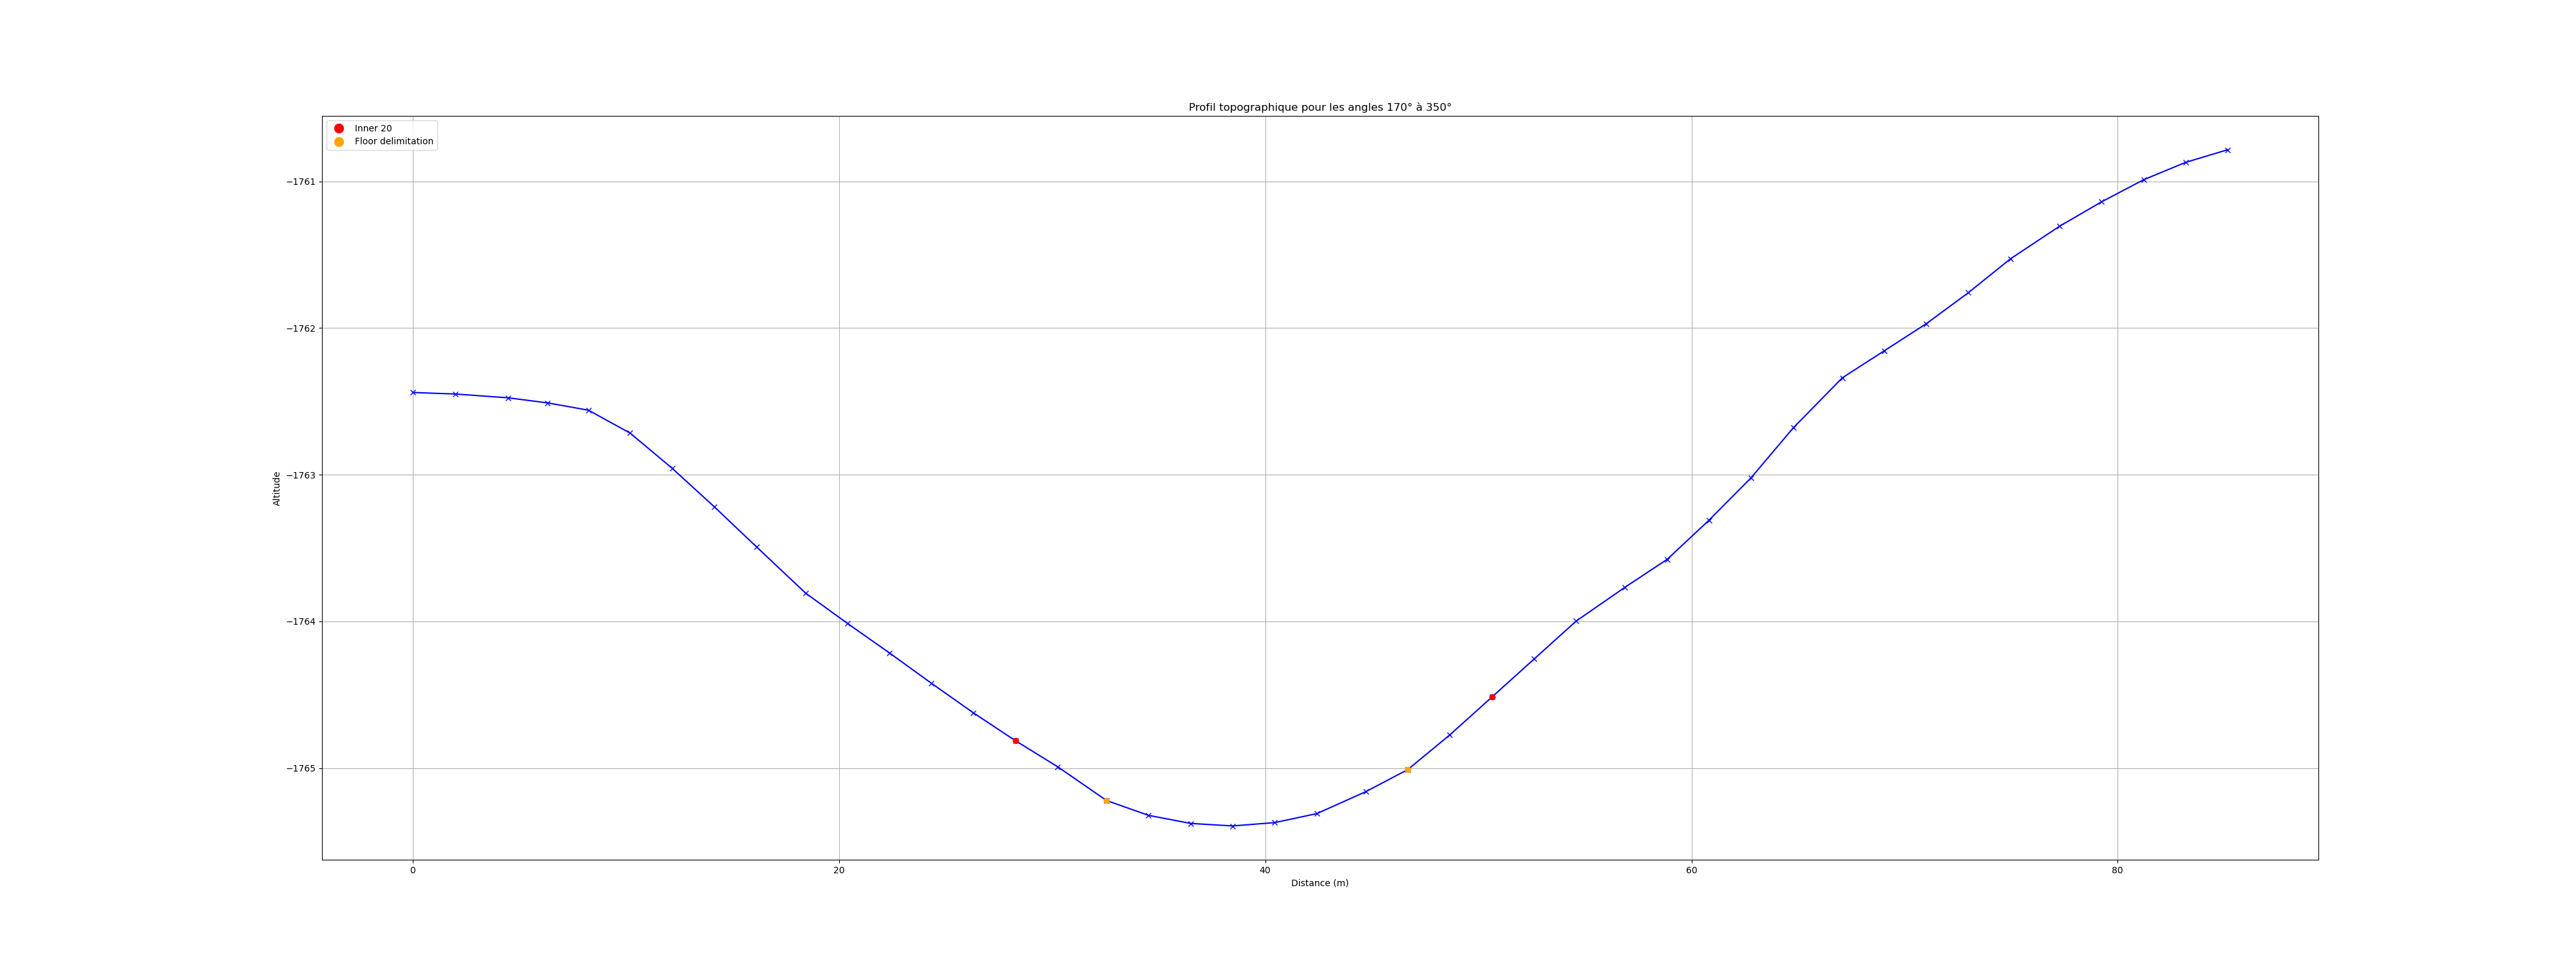 Profil topographique pour les angles 170° à 350°
Inner 20
Floor delimitation
−1761
−1762
−1763
−1764
−1765
Altitude
0 20 40 60 80
Distance (m)